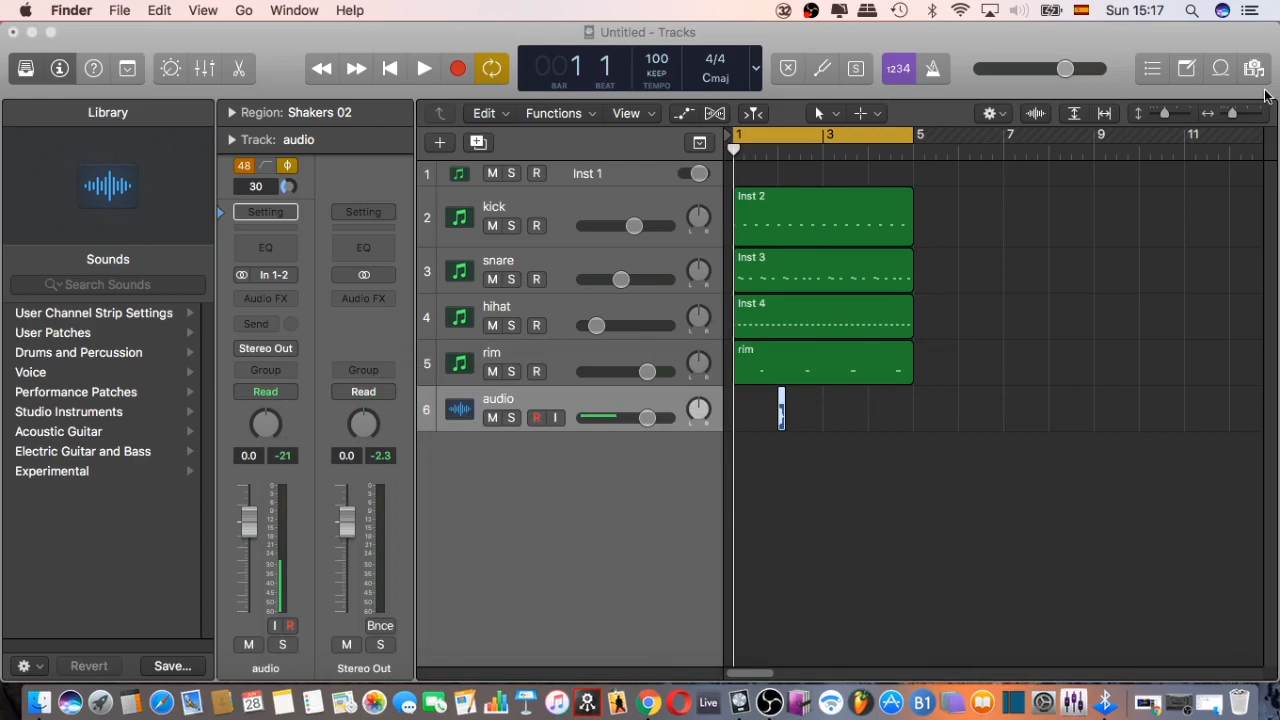 Finder File Edit View Go Window Help Sun 15:17
Untitled - Tracks
00 1 1 100 4/4
BAR BEAT KEEP TEMPO Cmaj
S 1234
Library
Region: Shakers 02
Edit Functions View
Track: audio
1 3 5 7 9 11
48
30
Setting Setting
EQ EQ
In 1-2
Audio FX Audio FX
Send
Stereo Out
Group Group
Read Read
0.0 -21 0.0 -2.3
I R Bnce
M S M S
audio Stereo Out
Sounds
Search Sounds
User Channel Strip Settings
User Patches
Drums and Percussion
Voice
Performance Patches
Studio Instruments
Acoustic Guitar
Electric Guitar and Bass
Experimental
Revert Save...
1 M S R Inst 1
2 kick
M S R L R
3 snare
M S R L R
4 hihat
M S R L R
5 rim
M S R L R
6 audio
M S R I L R
Inst 2
Inst 3
Inst 4
rim
28 Live B1